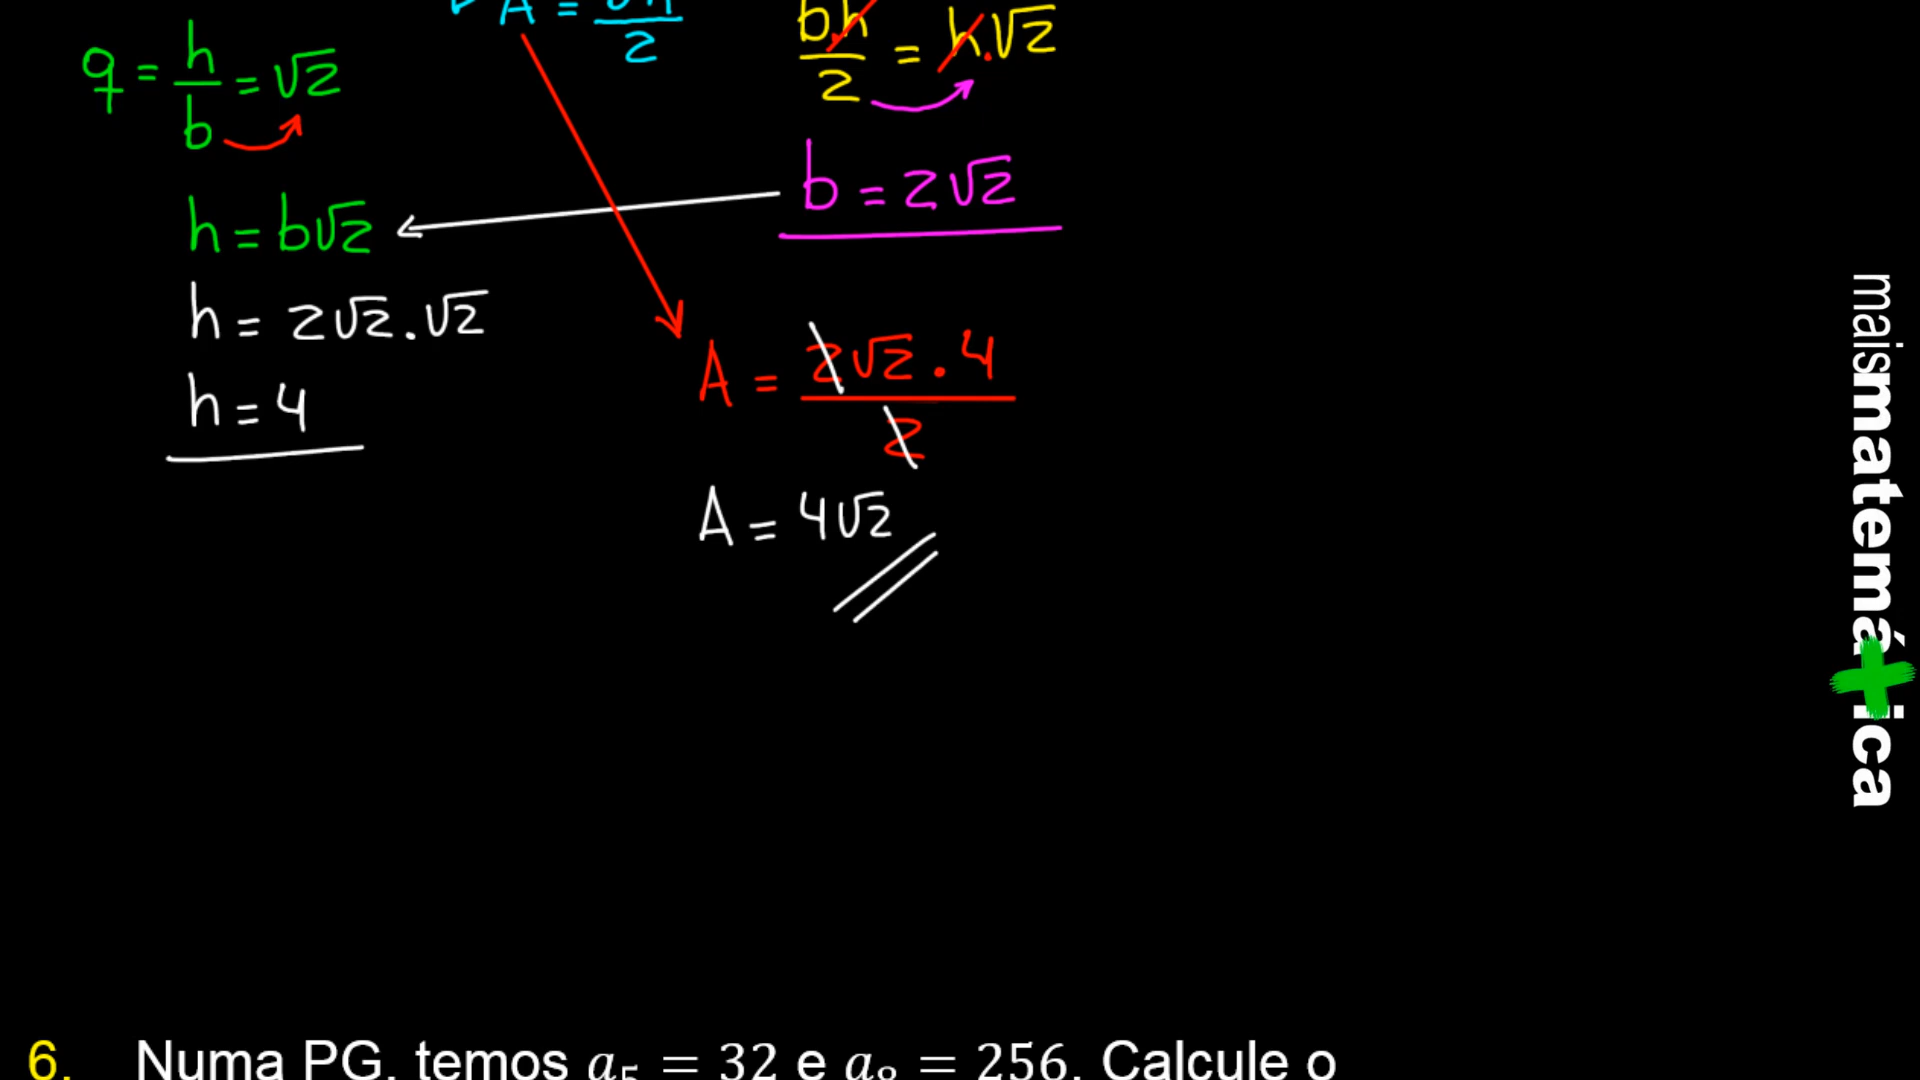 q = h/b = √2
A = bh/2
b.h/2 = h.√2
h = b√2
b = 2√2
h = 2√2.√2
h = 4
A = 2√2 . 4/2
A = 4√2
maismatemática
6. Numa PG, temos a₅ = 32 e a₈ = 256. Calcule o